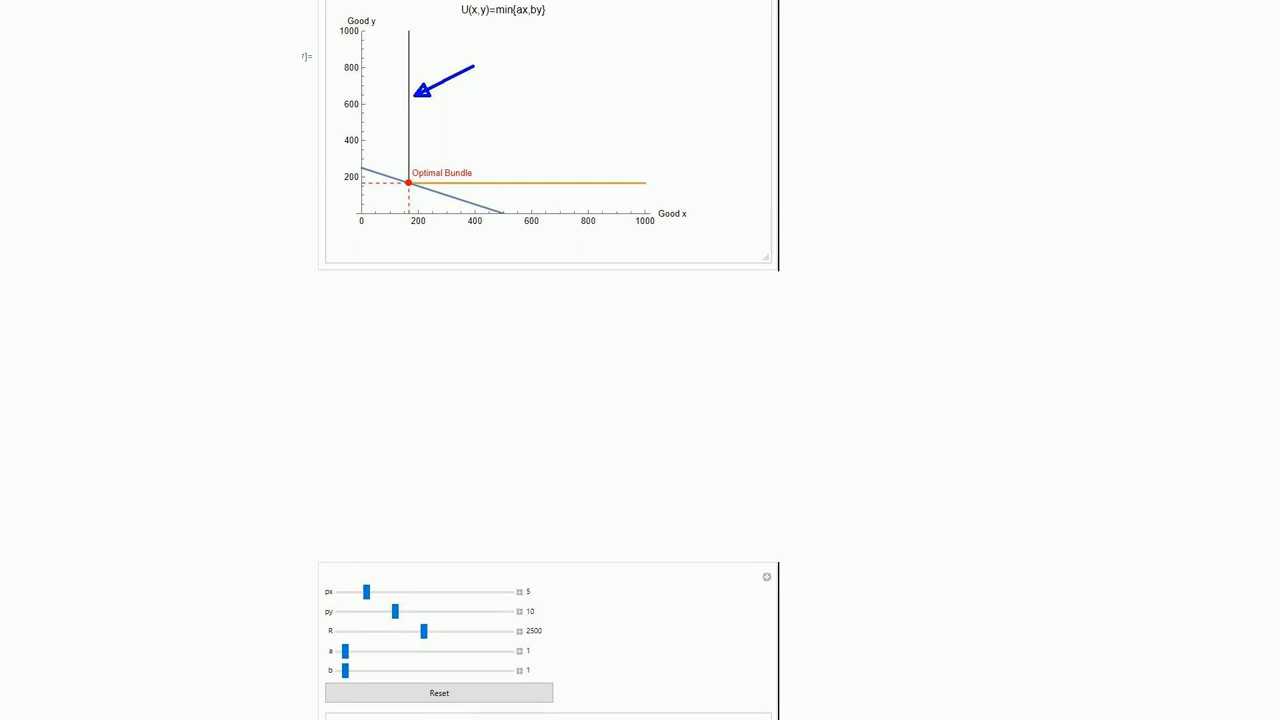 U(x,y)=min{ax,by}
Good y
1000
]=
800
600
400
Optimal Bundle
200
Good x
0 200 400 600 800 1000
px 5
py 10
R 2500
a 1
b 1
Reset